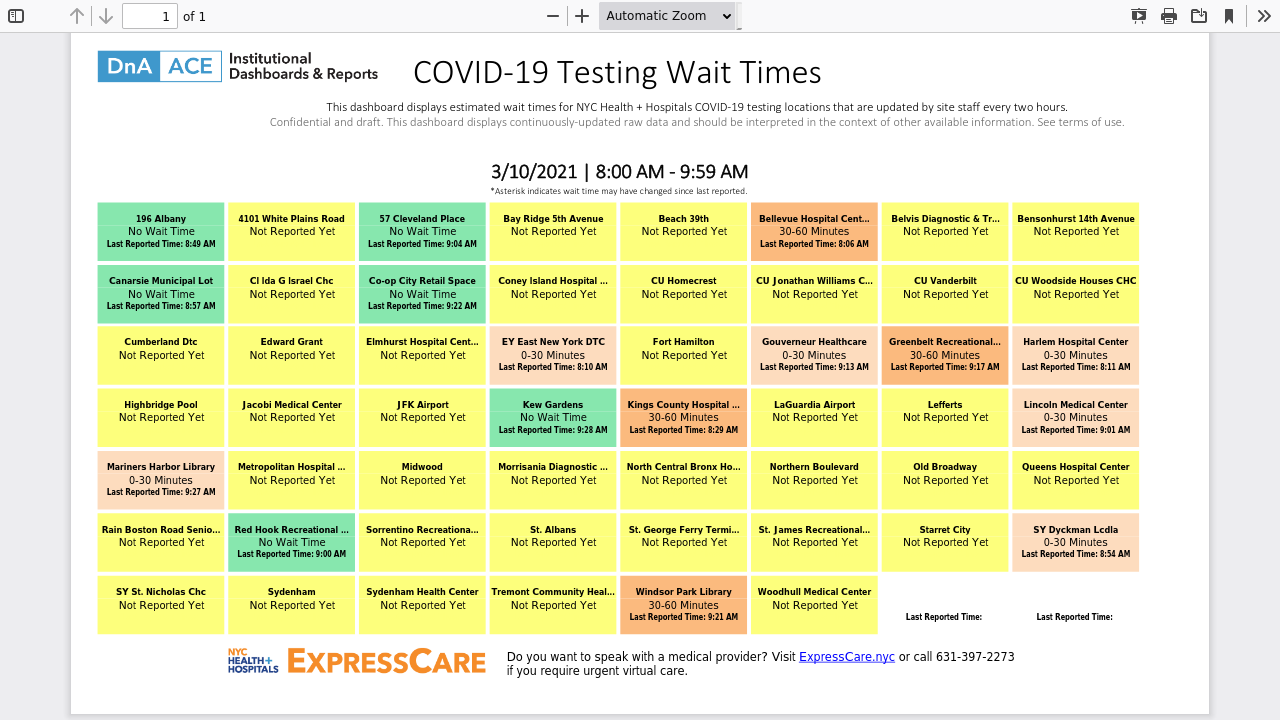 1 of 1
Automatic Zoom
DnA ACE Institutional
Dashboards & Reports
COVID-19 Testing Wait Times
This dashboard displays estimated wait times for NYC Health + Hospitals COVID-19 testing locations that are updated by site staff every two hours.
Confidential and draft. This dashboard displays continuously-updated raw data and should be interpreted in the context of other available information. See terms of use.
3/10/2021 | 8:00 AM - 9:59 AM
*Asterisk indicates wait time may have changed since last reported.
196 Albany
No Wait Time
Last Reported Time: 8:49 AM
4101 White Plains Road
Not Reported Yet
57 Cleveland Place
No Wait Time
Last Reported Time: 9:04 AM
Bay Ridge 5th Avenue
Not Reported Yet
Beach 39th
Not Reported Yet
Bellevue Hospital Cent...
30-60 Minutes
Last Reported Time: 8:06 AM
Belvis Diagnostic & Tr...
Not Reported Yet
Bensonhurst 14th Avenue
Not Reported Yet
Canarsie Municipal Lot
No Wait Time
Last Reported Time: 8:57 AM
CI Ida G Israel Chc
Not Reported Yet
Co-op City Retail Space
No Wait Time
Last Reported Time: 9:22 AM
Coney Island Hospital ...
Not Reported Yet
CU Homecrest
Not Reported Yet
CU Jonathan Williams C...
Not Reported Yet
CU Vanderbilt
Not Reported Yet
CU Woodside Houses CHC
Not Reported Yet
Cumberland Dtc
Not Reported Yet
Edward Grant
Not Reported Yet
Elmhurst Hospital Cent...
Not Reported Yet
EY East New York DTC
0-30 Minutes
Last Reported Time: 8:10 AM
Fort Hamilton
Not Reported Yet
Gouverneur Healthcare
0-30 Minutes
Last Reported Time: 9:13 AM
Greenbelt Recreational...
30-60 Minutes
Last Reported Time: 9:17 AM
Harlem Hospital Center
0-30 Minutes
Last Reported Time: 8:11 AM
Highbridge Pool
Not Reported Yet
Jacobi Medical Center
Not Reported Yet
JFK Airport
Not Reported Yet
Kew Gardens
No Wait Time
Last Reported Time: 9:28 AM
Kings County Hospital ...
30-60 Minutes
Last Reported Time: 8:29 AM
LaGuardia Airport
Not Reported Yet
Lefferts
Not Reported Yet
Lincoln Medical Center
0-30 Minutes
Last Reported Time: 9:01 AM
Mariners Harbor Library
0-30 Minutes
Last Reported Time: 9:27 AM
Metropolitan Hospital ...
Not Reported Yet
Midwood
Not Reported Yet
Morrisania Diagnostic ...
Not Reported Yet
North Central Bronx Ho...
Not Reported Yet
Northern Boulevard
Not Reported Yet
Old Broadway
Not Reported Yet
Queens Hospital Center
Not Reported Yet
Rain Boston Road Senio...
Not Reported Yet
Red Hook Recreational ...
No Wait Time
Last Reported Time: 9:00 AM
Sorrentino Recreationa...
Not Reported Yet
St. Albans
Not Reported Yet
St. George Ferry Termi...
Not Reported Yet
St. James Recreational...
Not Reported Yet
Starret City
Not Reported Yet
SY Dyckman Lcdla
0-30 Minutes
Last Reported Time: 8:54 AM
SY St. Nicholas Chc
Not Reported Yet
Sydenham
Not Reported Yet
Sydenham Health Center
Not Reported Yet
Tremont Community Heal...
Not Reported Yet
Windsor Park Library
30-60 Minutes
Last Reported Time: 9:21 AM
Woodhull Medical Center
Not Reported Yet
Last Reported Time:
Last Reported Time:
NYC
HEALTH+
HOSPITALS
EXPRESSCARE
Do you want to speak with a medical provider? Visit ExpressCare.nyc or call 631-397-2273
if you require urgent virtual care.